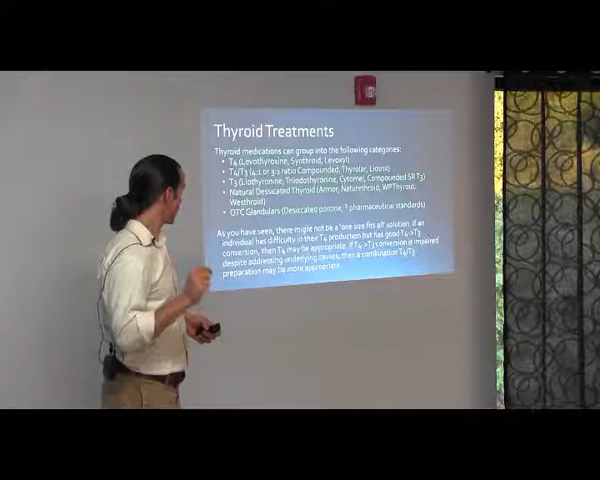 Thyroid Treatments
Thyroid medications can group into the following categories:
• T4 (Levothyroxine, Synthroid, Levoxyl)
• T4/T3 (4:1 or 3:1 ratio Compounded, Thyrolar, Liotrix)
• T3 (Liothyronine, Triiodothyronine, Cytomel, Compounded SR T3)
• Natural Dessicated Thyroid (Armor, Naturethroid, WPThyroid,
Westhroid)
• OTC Glandulars (Desiccated porcine, ? pharmaceutical standards)
As you have seen, there might not be a 'one size fits all' solution. If an
individual has difficulty in their T4 production but has good T4->T3
conversion, then T4 may be appropriate. If T4->T3 conversion is impaired
despite addressing underlying causes, then a combination T4/T3
preparation may be more appropriate.